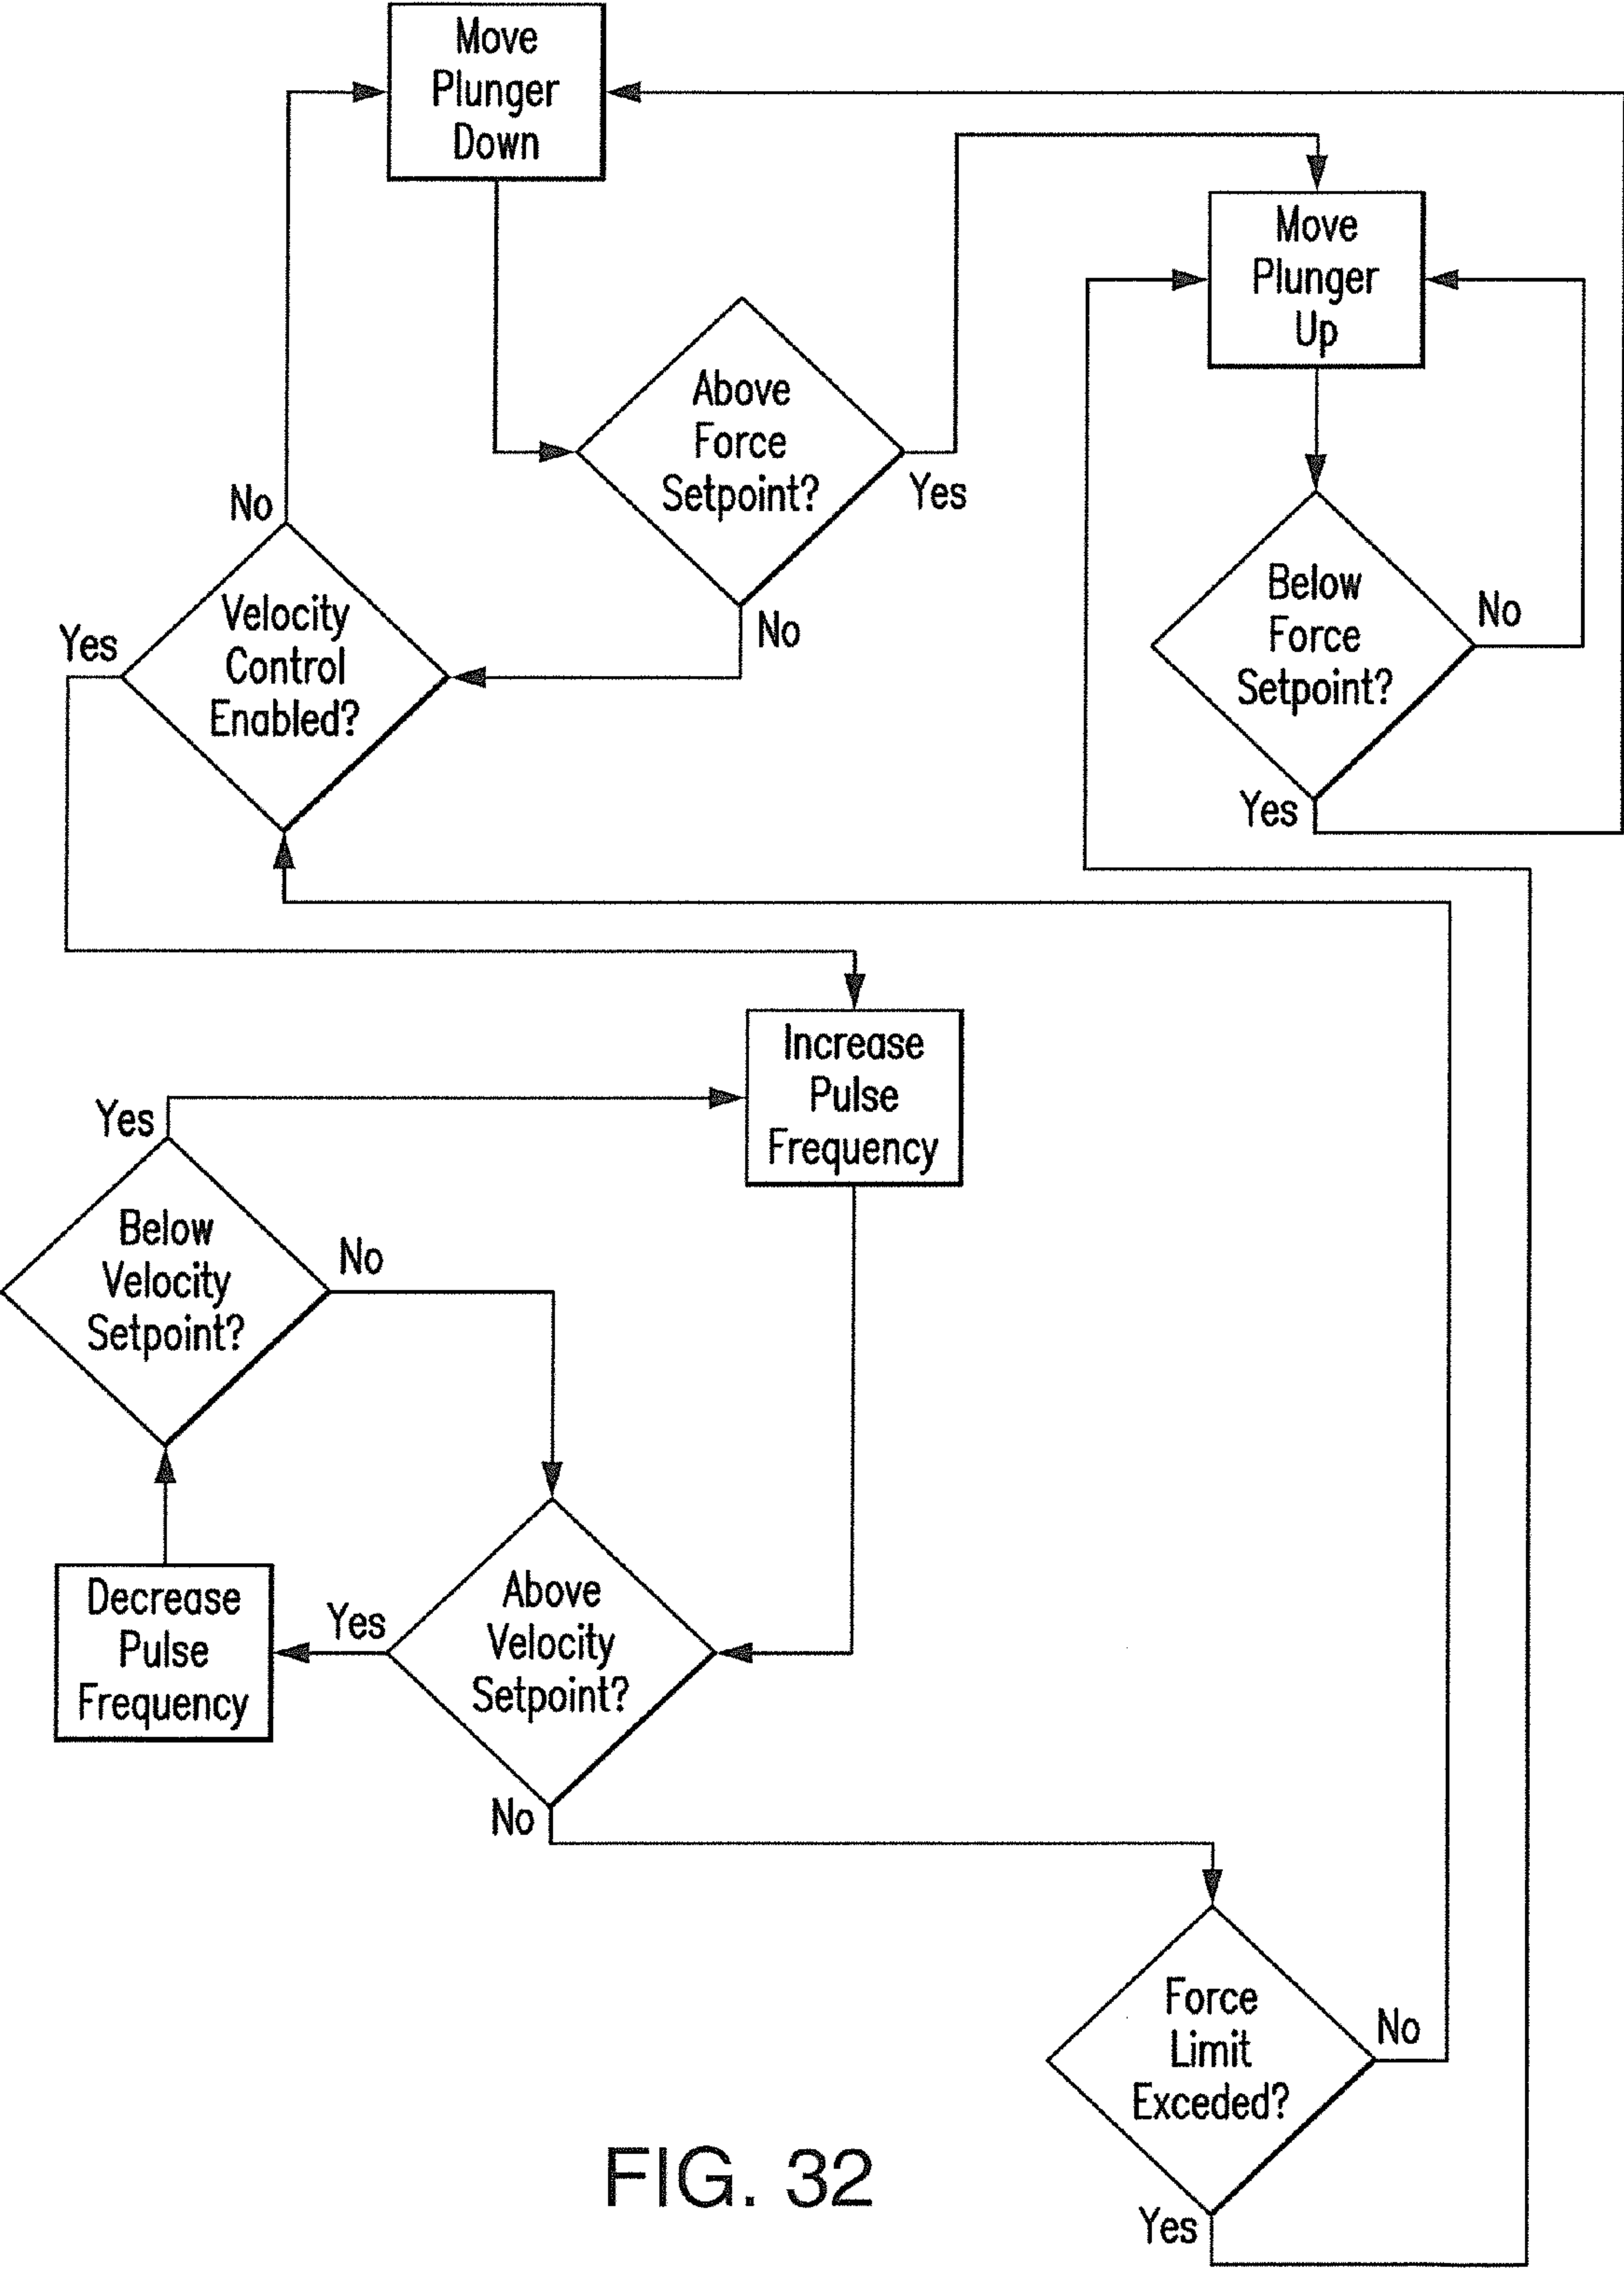 Move
Plunger
Down
Move
Plunger
Up
Above
Force
Setpoint?
Yes
No
No
Velocity
Control
Enabled?
Yes
Below
Force
Setpoint?
No
Yes
Increase
Pulse
Frequency
Yes
Below
Velocity
Setpoint?
No
Decrease
Pulse
Frequency
Yes
Above
Velocity
Setpoint?
No
Force
Limit
Exceded?
No
Yes
FIG. 32